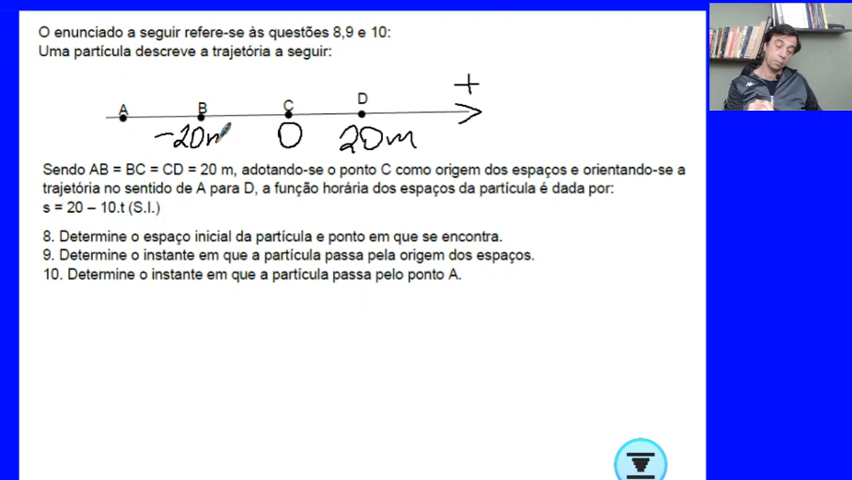 O enunciado a seguir refere-se às questões 8,9 e 10:
Uma partícula descreve a trajetória a seguir:
+
A B C D
-20m 0 20m
Sendo AB = BC = CD = 20 m, adotando-se o ponto C como origem dos espaços e orientando-se a
trajetória no sentido de A para D, a função horária dos espaços da partícula é dada por:
s = 20 – 10.t (S.I.)
8. Determine o espaço inicial da partícula e ponto em que se encontra.
9. Determine o instante em que a partícula passa pela origem dos espaços.
10. Determine o instante em que a partícula passa pelo ponto A.